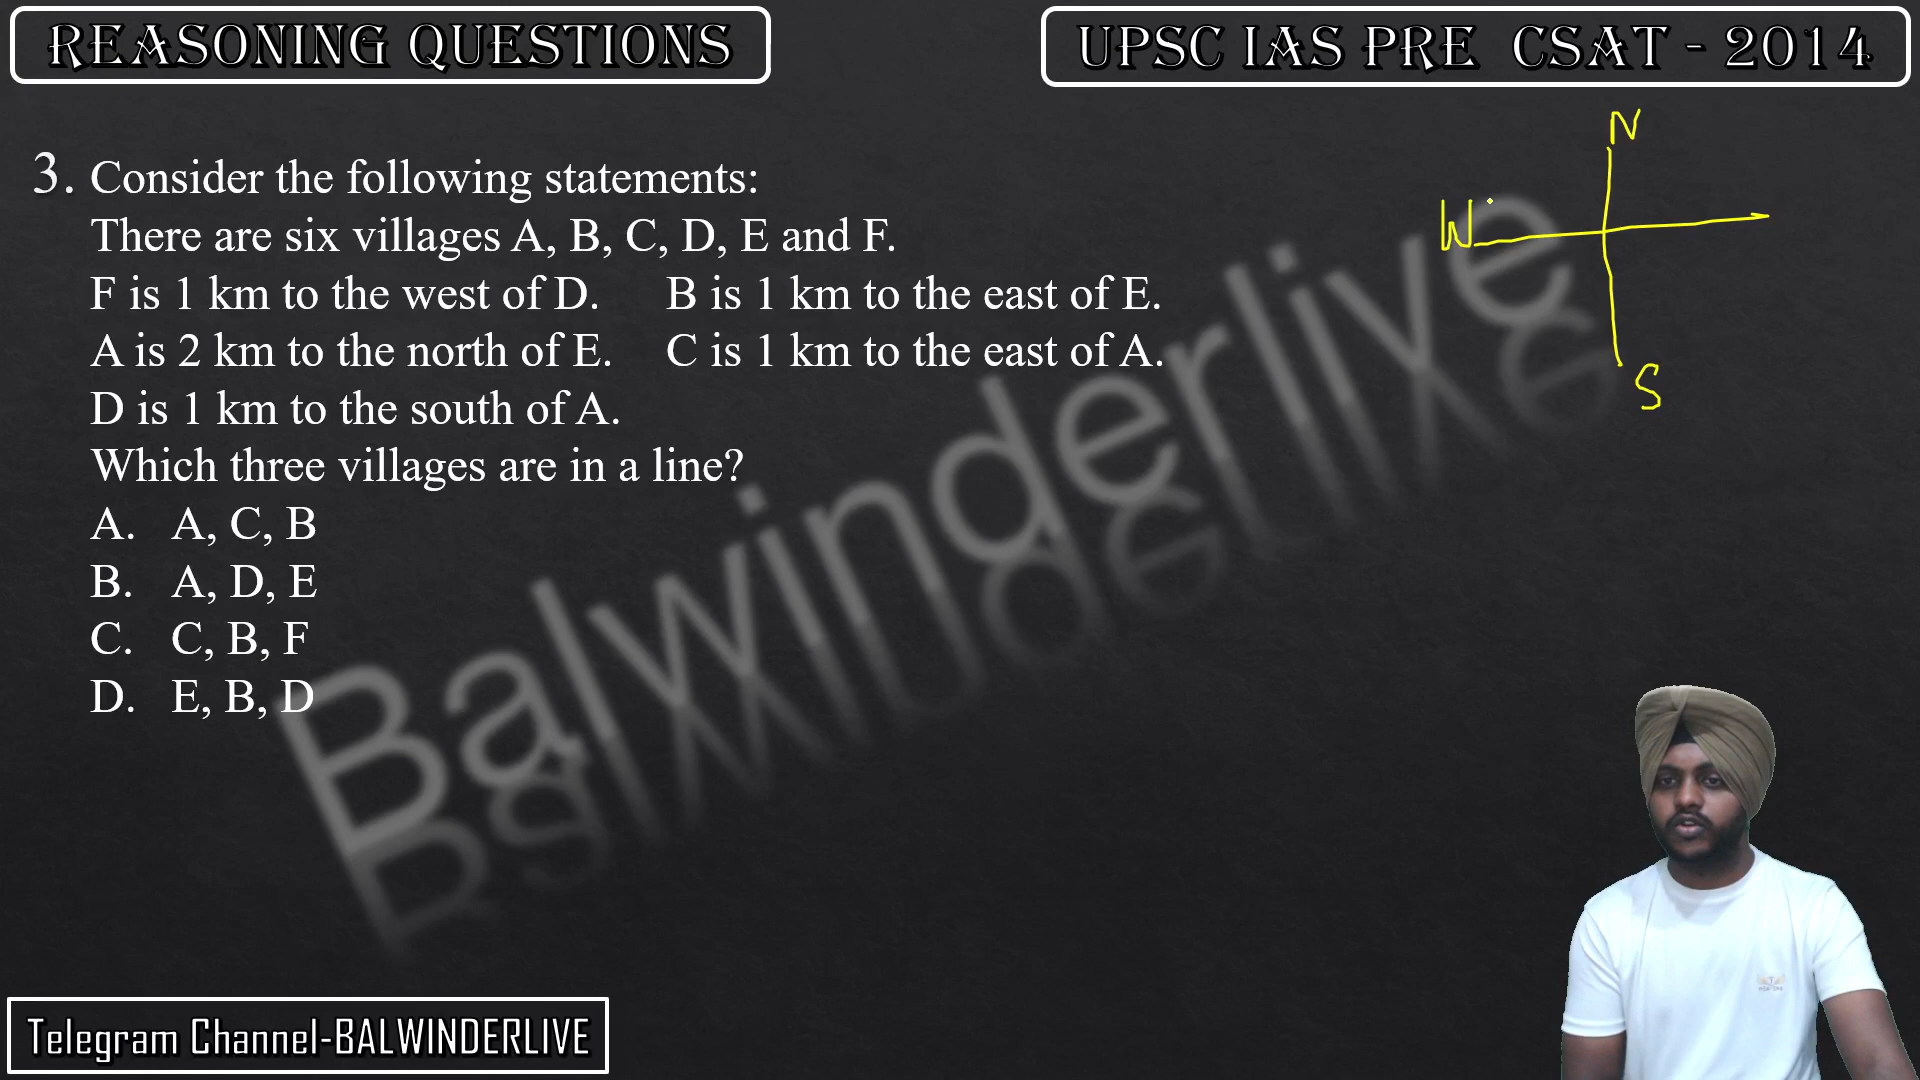 REASONING QUESTIONS
UPSC IAS PRE CSAT - 2014
N
W
S
3. Consider the following statements:
There are six villages A, B, C, D, E and F.
F is 1 km to the west of D. B is 1 km to the east of E.
A is 2 km to the north of E. C is 1 km to the east of A.
D is 1 km to the south of A.
Which three villages are in a line?
A. A, C, B
B. A, D, E
C. C, B, F
D. E, B, D
Balwinderlive
Telegram Channel-BALWINDERLIVE